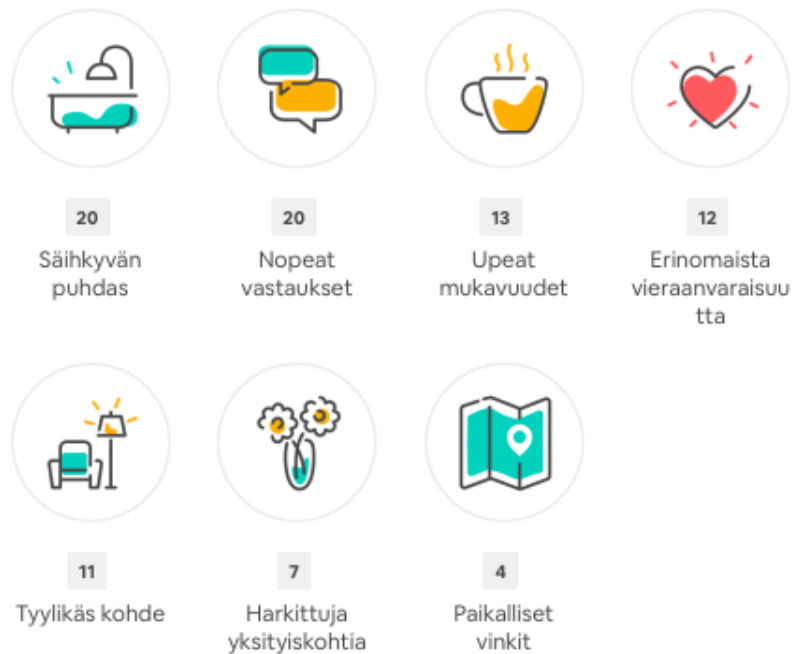 20
Säihkyvän
puhdas
20
Nopeat
vastaukset
13
Upeat
mukavuudet
12
Erinomaista
vieraanvaraisuu
tta
11
Tyylikäs kohde
7
Harkittuja
yksityiskohtia
4
Paikalliset
vinkit